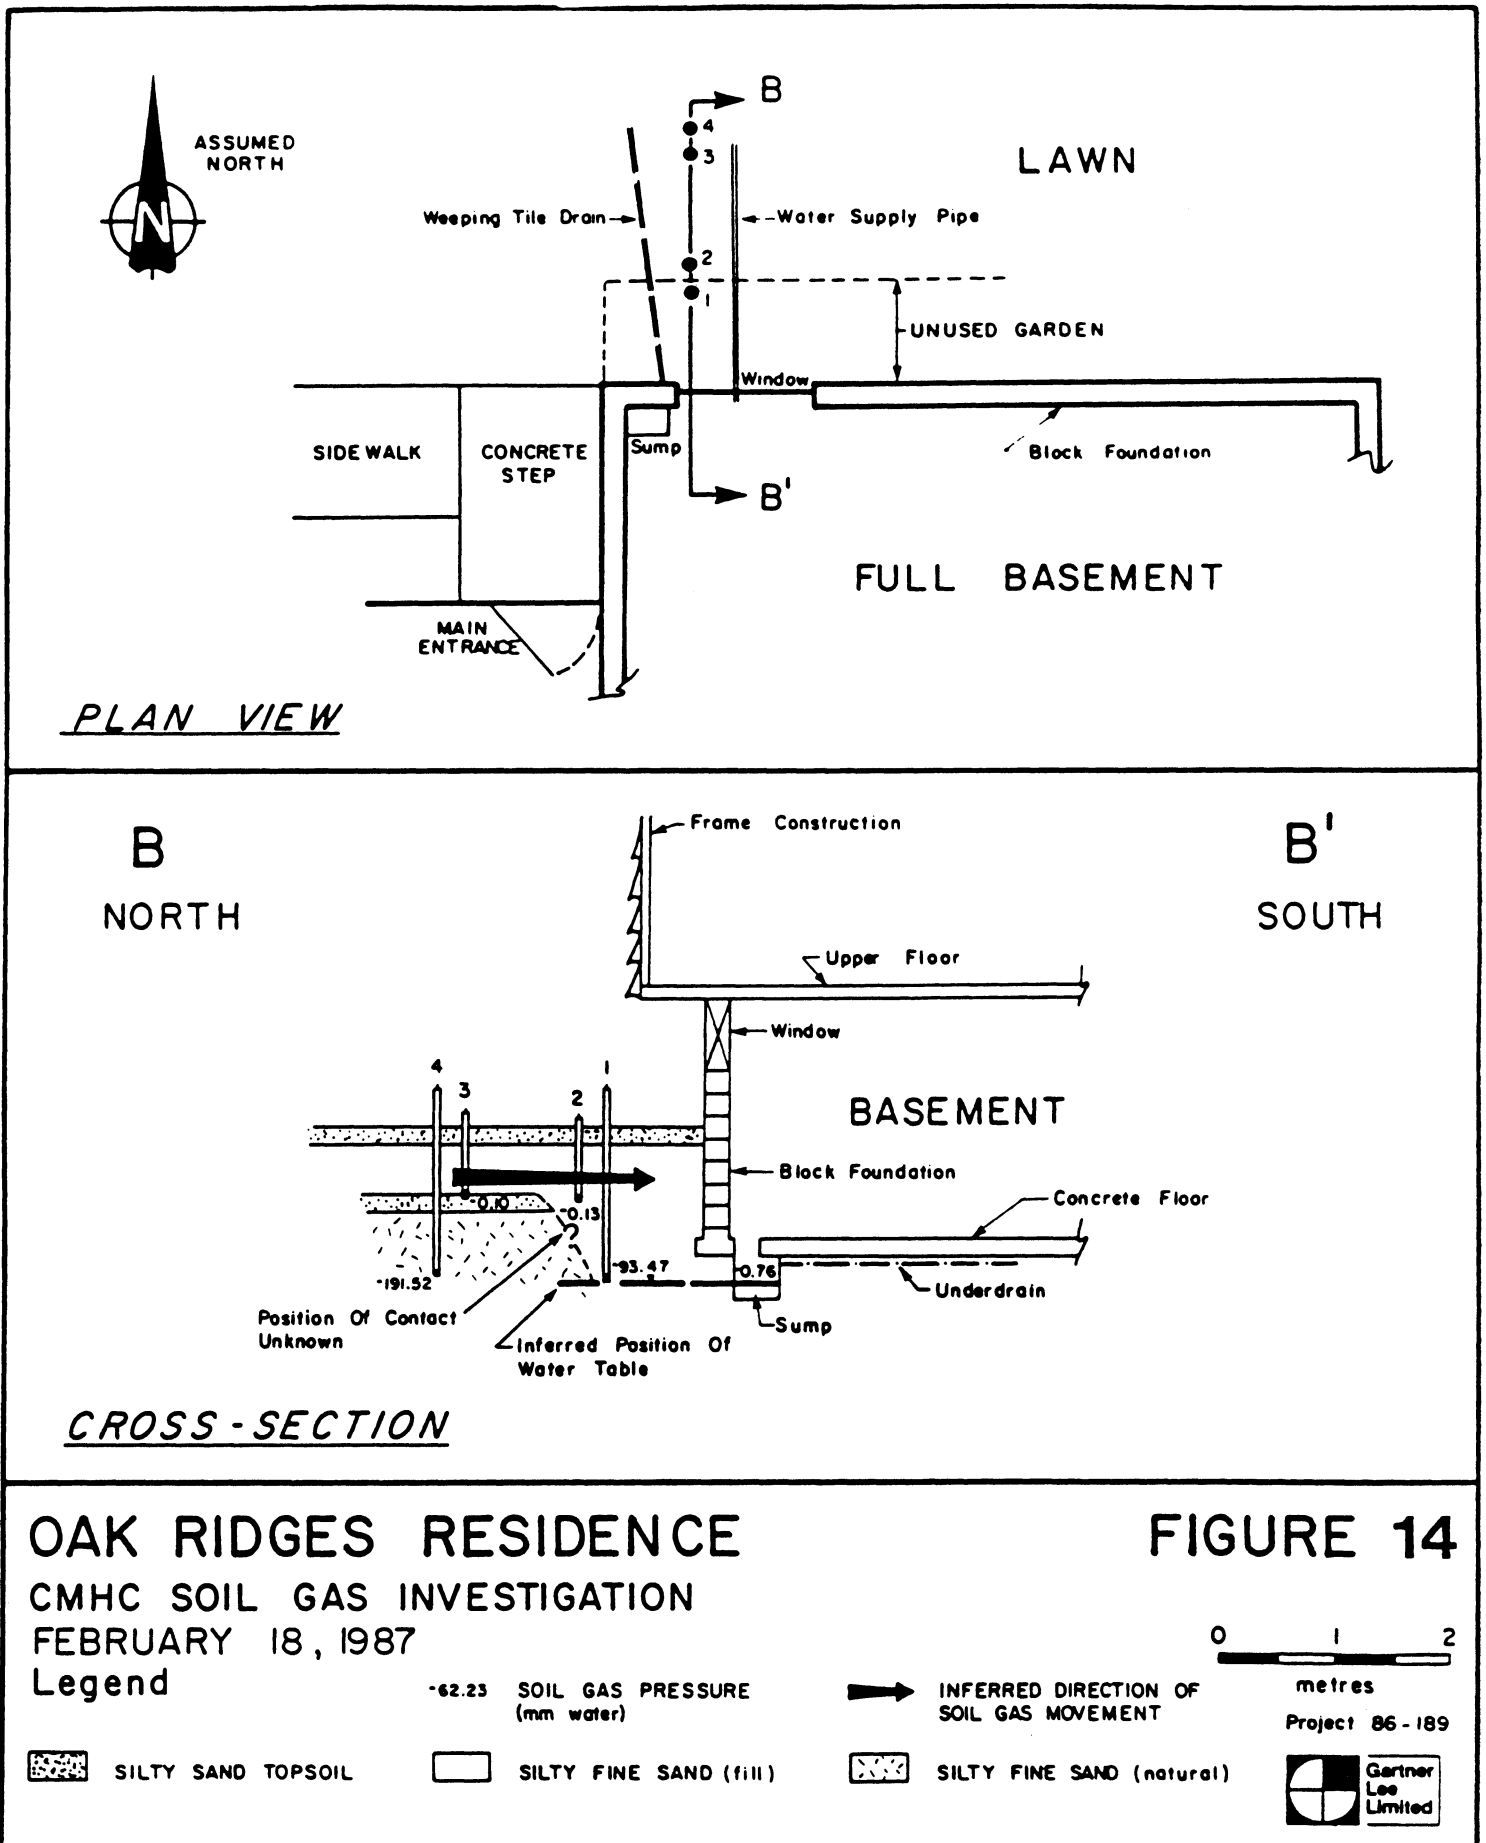 B
4
3
ASSUMED
NORTH
N
LAWN
Weeping Tile Drain
Water Supply Pipe
2
1
UNUSED GARDEN
Window
SIDEWALK
CONCRETE
STEP
Sump
Block Foundation
B'
FULL BASEMENT
MAIN
ENTRANCE
PLAN VIEW
B
NORTH
Frame Construction
B'
SOUTH
Upper Floor
Window
4
3
2
1
BASEMENT
Block Foundation
Concrete Floor
-0.10
-0.13
?
-191.52
-93.47
-0.76
Underdrain
Position Of Contact
Unknown
Sump
Inferred Position Of
Water Table
CROSS-SECTION
OAK RIDGES RESIDENCE
FIGURE 14
CMHC SOIL GAS INVESTIGATION
FEBRUARY 18, 1987
0 1 2
metres
Legend
-62.23 SOIL GAS PRESSURE
(mm water)
INFERRED DIRECTION OF
SOIL GAS MOVEMENT
Project 86-189
SILTY SAND TOPSOIL
SILTY FINE SAND (fill)
SILTY FINE SAND (natural)
Gartner
Lee
Limited